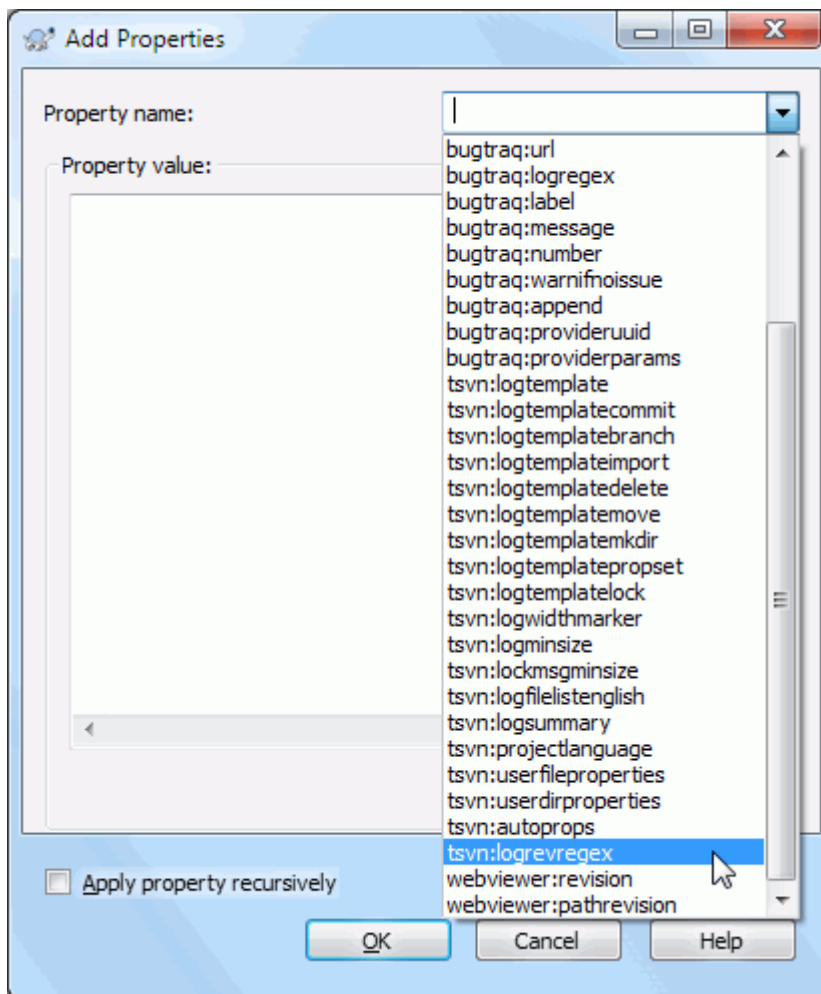 Add Properties
Property name:
Property value:
bugtraq:url
bugtraq:logregex
bugtraq:label
bugtraq:message
bugtraq:number
bugtraq:warnifnoissue
bugtraq:append
bugtraq:provideruuid
bugtraq:providerparams
tsvn:logtemplate
tsvn:logtemplatecommit
tsvn:logtemplatebranch
tsvn:logtemplateimport
tsvn:logtemplatedelete
tsvn:logtemplatemove
tsvn:logtemplatemkdir
tsvn:logtemplatepropset
tsvn:logtemplatelock
tsvn:logwidthmarker
tsvn:logminsize
tsvn:lockmsgminsize
tsvn:logfilelistenglish
tsvn:logsummary
tsvn:projectlanguage
tsvn:userfileproperties
tsvn:userdirproperties
tsvn:autoprops
tsvn:logrevregex
webviewer:revision
webviewer:pathrevision
Apply property recursively
OK Cancel Help